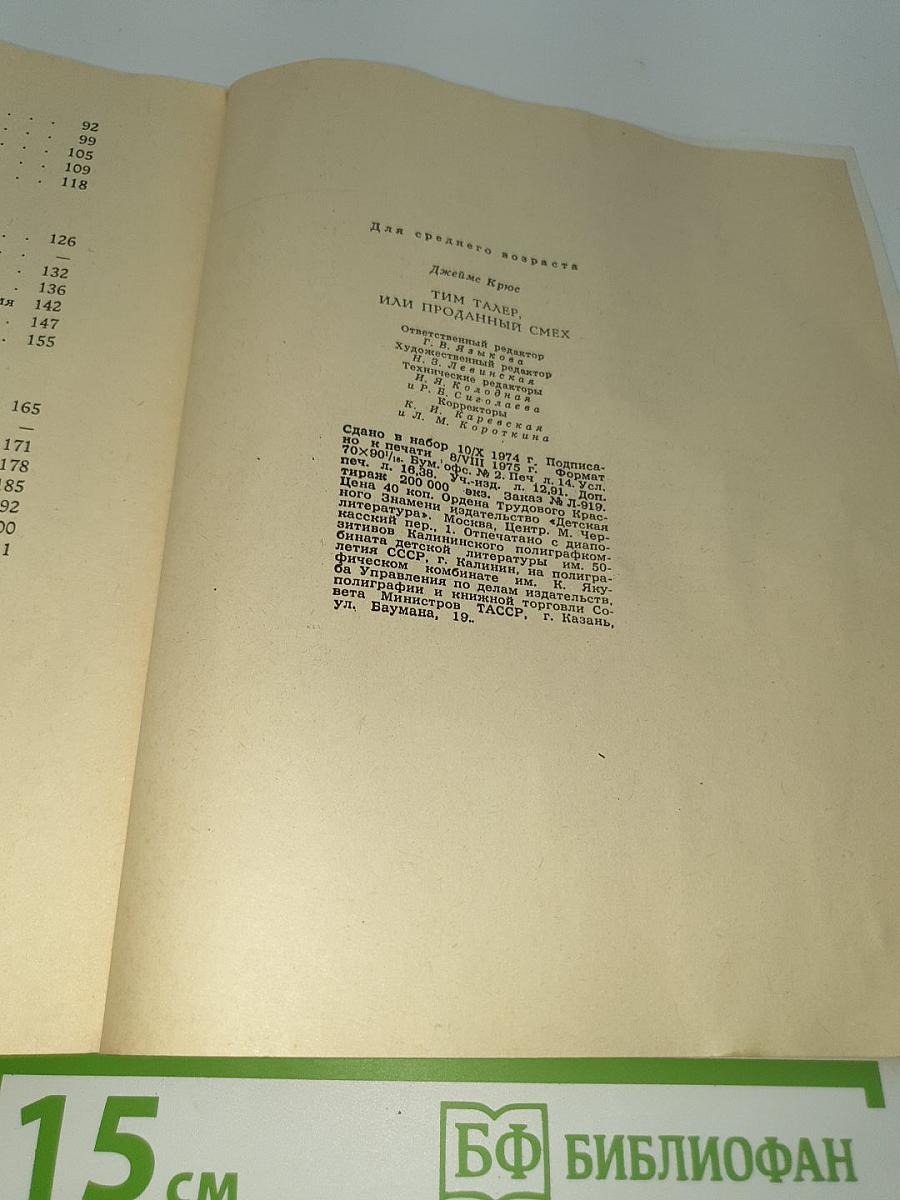 92
99
105
109
118
126
—
132
136
ия 142
147
155
165
—
171
178
185
92
00
1
Для среднего возраста
Джеймс Крюс
ТИМ ТАЛЕР,
ИЛИ ПРОДАННЫЙ СМЕХ
Ответственный редактор
Г. В. Языкова
Художественный редактор
Н. З. Левинская
Технические редакторы
И. Я. Колодная
и Р. Б. Сиголаева
Корректоры
К. И. Каревская
и Л. М. Короткина
Сдано в набор 10/X 1974 г. Подписа-
но к печати 8/VIII 1975 г. Формат
70×90¹/₁₆. Бум. офс. № 2. Печ л. 14. Усл.
печ. л. 16,38. Уч.-изд. л. 12,91. Доп.
тираж 200 000 экз. Заказ № Л-919.
Цена 40 коп. Ордена Трудового Крас-
ного Знамени издательство «Детская
литература». Москва, Центр. М. Чер-
касский пер., 1. Отпечатано с диапо-
зитивов Калининского полиграфком-
бината детской литературы им. 50-
летия СССР, г. Калинин, на полигра-
фическом комбинате им. К. Яку-
ба Управления по делам издательств,
полиграфии и книжной торговли Со-
вета Министров ТАССР, г. Казань,
ул. Баумана, 19..
15 см
БФ БИБЛИОФАН